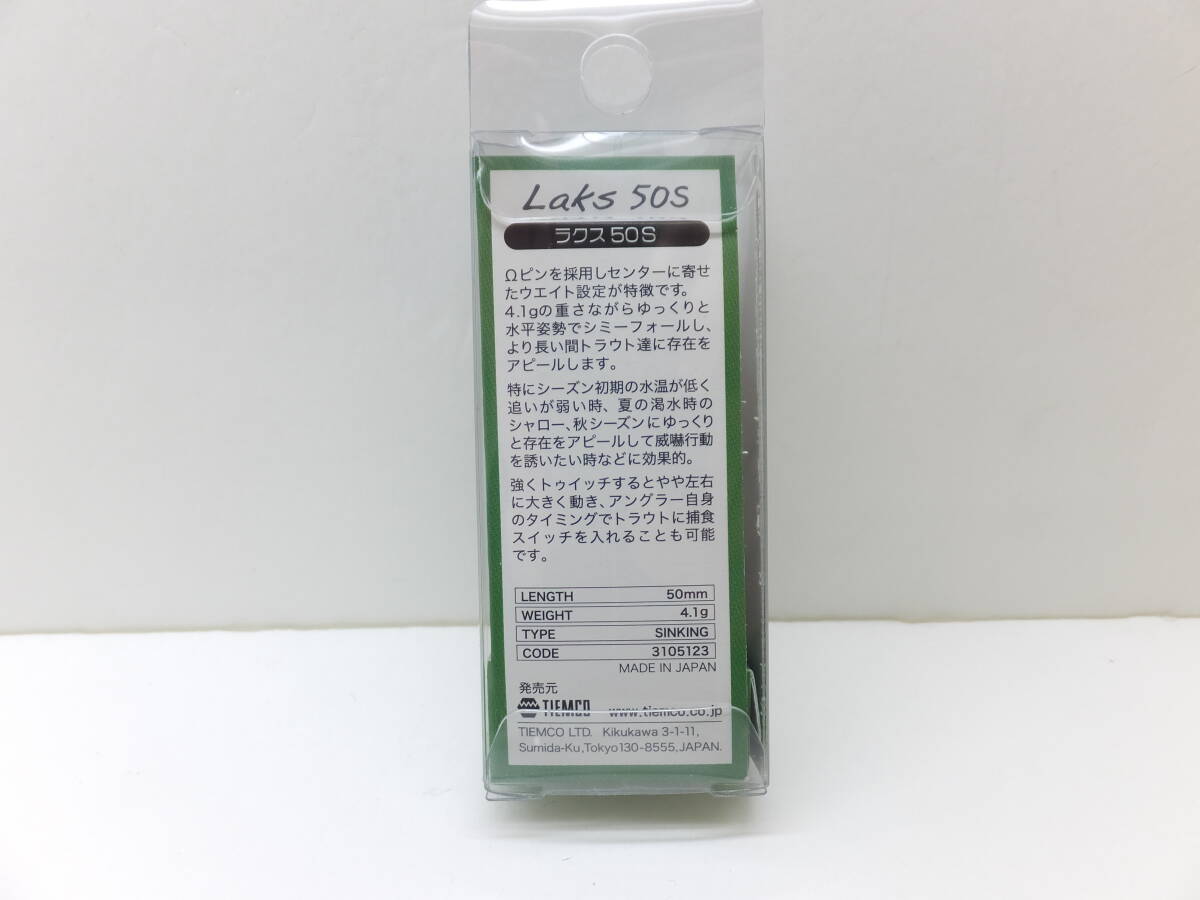 Laks 50S
ラクス50S
Ωピンを採用しセンターに寄せ
たウエイト設定が特徴です。
4.1gの重さながらゆっくりと
水平姿勢でシミーフォールし、
より長い間トラウト達に存在を
アピールします。
特にシーズン初期の水温が低く
追いが弱い時、夏の渇水時の
シャロー、秋シーズンにゆっくり
と存在をアピールして威嚇行動
を誘いたい時などに効果的。
強くトゥイッチするとやや左右
に大きく動き、アングラー自身
のタイミングでトラウトに捕食
スイッチを入れることも可能
です。
LENGTH 50mm
WEIGHT 4.1g
TYPE SINKING
CODE 3105123
MADE IN JAPAN
発売元
TIEMCO www.tiemco.co.jp
TIEMCO LTD. Kikukawa 3-1-11,
Sumida-Ku,Tokyo130-8555,JAPAN.